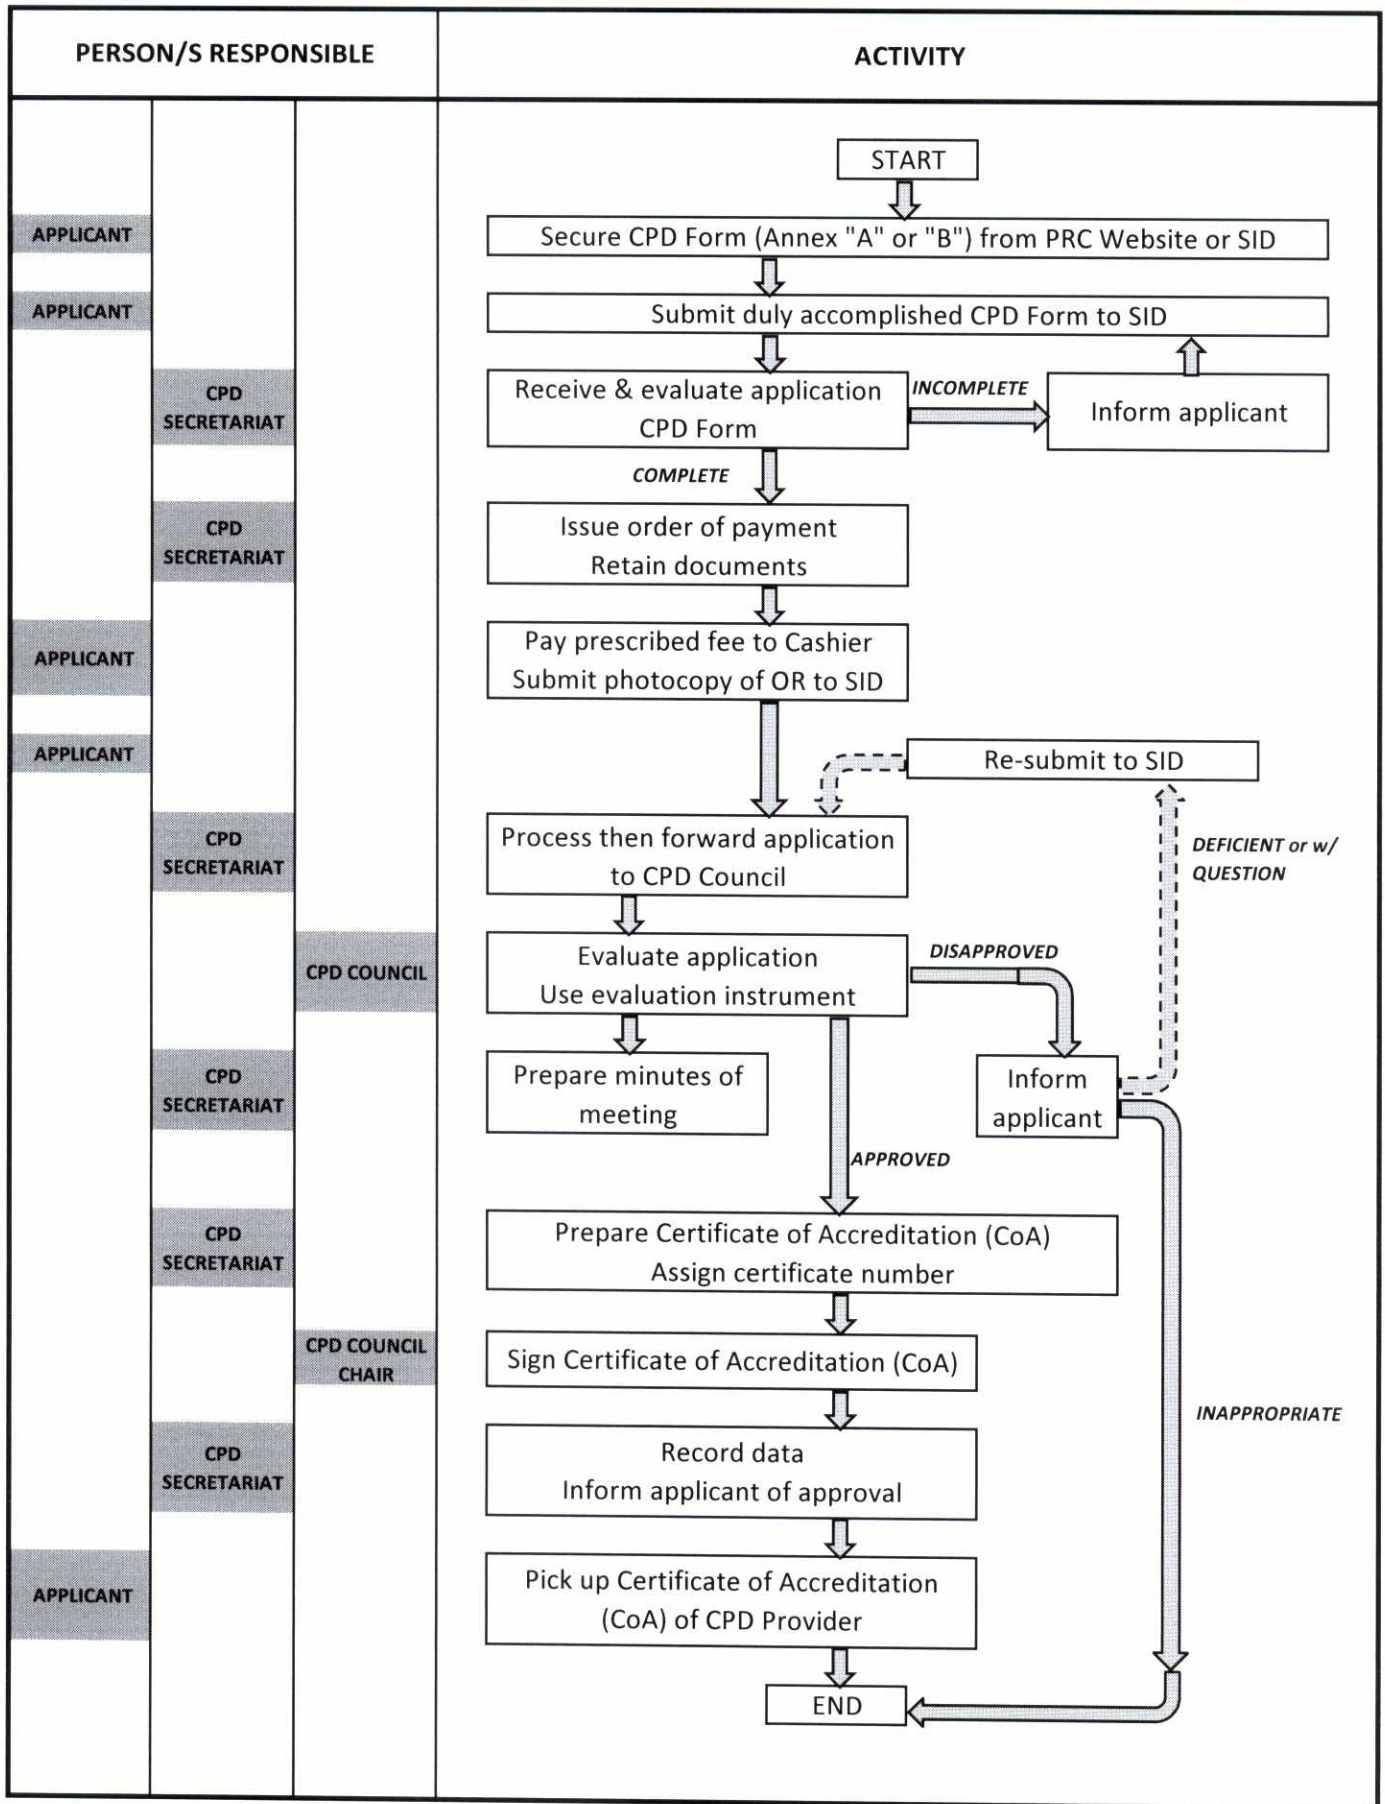 PERSON/S RESPONSIBLE
ACTIVITY
START
APPLICANT
Secure CPD Form (Annex "A" or "B") from PRC Website or SID
APPLICANT
Submit duly accomplished CPD Form to SID
CPD
SECRETARIAT
Receive & evaluate application
CPD Form
INCOMPLETE
Inform applicant
COMPLETE
CPD
SECRETARIAT
Issue order of payment
Retain documents
APPLICANT
Pay prescribed fee to Cashier
Submit photocopy of OR to SID
APPLICANT
Re-submit to SID
CPD
SECRETARIAT
Process then forward application
to CPD Council
DEFICIENT or w/
QUESTION
CPD COUNCIL
Evaluate application
Use evaluation instrument
DISAPPROVED
CPD
SECRETARIAT
Prepare minutes of
meeting
Inform
applicant
APPROVED
CPD
SECRETARIAT
Prepare Certificate of Accreditation (CoA)
Assign certificate number
CPD COUNCIL
CHAIR
Sign Certificate of Accreditation (CoA)
INAPPROPRIATE
CPD
SECRETARIAT
Record data
Inform applicant of approval
APPLICANT
Pick up Certificate of Accreditation
(CoA) of CPD Provider
END